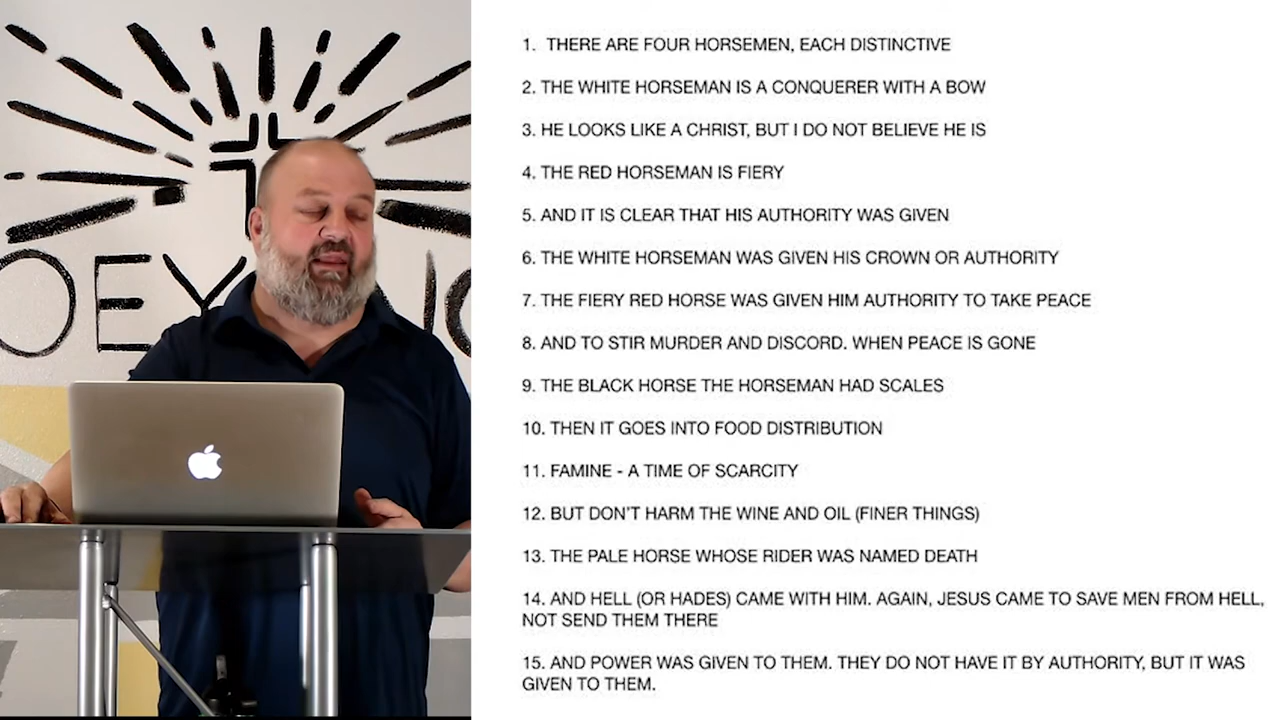 OEY
1. THERE ARE FOUR HORSEMEN, EACH DISTINCTIVE
2. THE WHITE HORSEMAN IS A CONQUERER WITH A BOW
3. HE LOOKS LIKE A CHRIST, BUT I DO NOT BELIEVE HE IS
4. THE RED HORSEMAN IS FIERY
5. AND IT IS CLEAR THAT HIS AUTHORITY WAS GIVEN
6. THE WHITE HORSEMAN WAS GIVEN HIS CROWN OR AUTHORITY
7. THE FIERY RED HORSE WAS GIVEN HIM AUTHORITY TO TAKE PEACE
8. AND TO STIR MURDER AND DISCORD. WHEN PEACE IS GONE
9. THE BLACK HORSE THE HORSEMAN HAD SCALES
10. THEN IT GOES INTO FOOD DISTRIBUTION
11. FAMINE - A TIME OF SCARCITY
12. BUT DON'T HARM THE WINE AND OIL (FINER THINGS)
13. THE PALE HORSE WHOSE RIDER WAS NAMED DEATH
14. AND HELL (OR HADES) CAME WITH HIM. AGAIN, JESUS CAME TO SAVE MEN FROM HELL,
NOT SEND THEM THERE
15. AND POWER WAS GIVEN TO THEM. THEY DO NOT HAVE IT BY AUTHORITY, BUT IT WAS
GIVEN TO THEM.